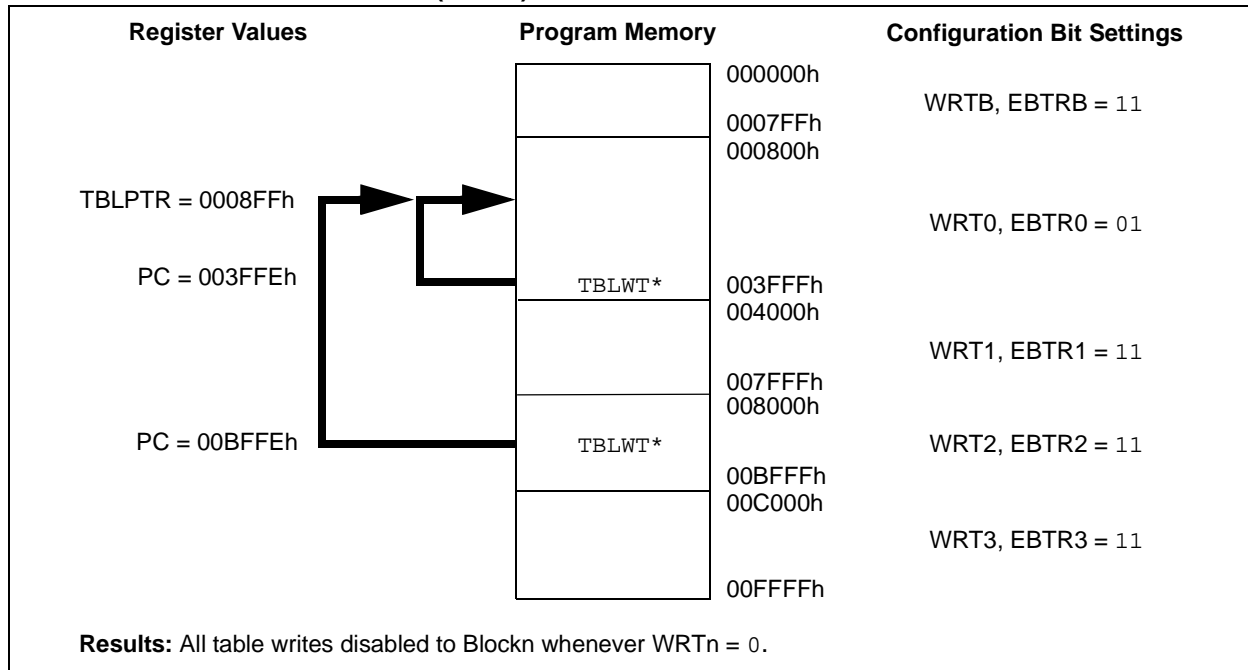 Register Values Program Memory Configuration Bit Settings
000000h
WRTB, EBTRB = 11
0007FFh
000800h
TBLPTR = 0008FFh
WRT0, EBTR0 = 01
PC = 003FFEh TBLWT* 003FFFh
004000h
WRT1, EBTR1 = 11
007FFFh
008000h
PC = 00BFFEh TBLWT* WRT2, EBTR2 = 11
00BFFFh
00C000h
WRT3, EBTR3 = 11
00FFFFh
Results: All table writes disabled to Blockn whenever WRTn = 0.